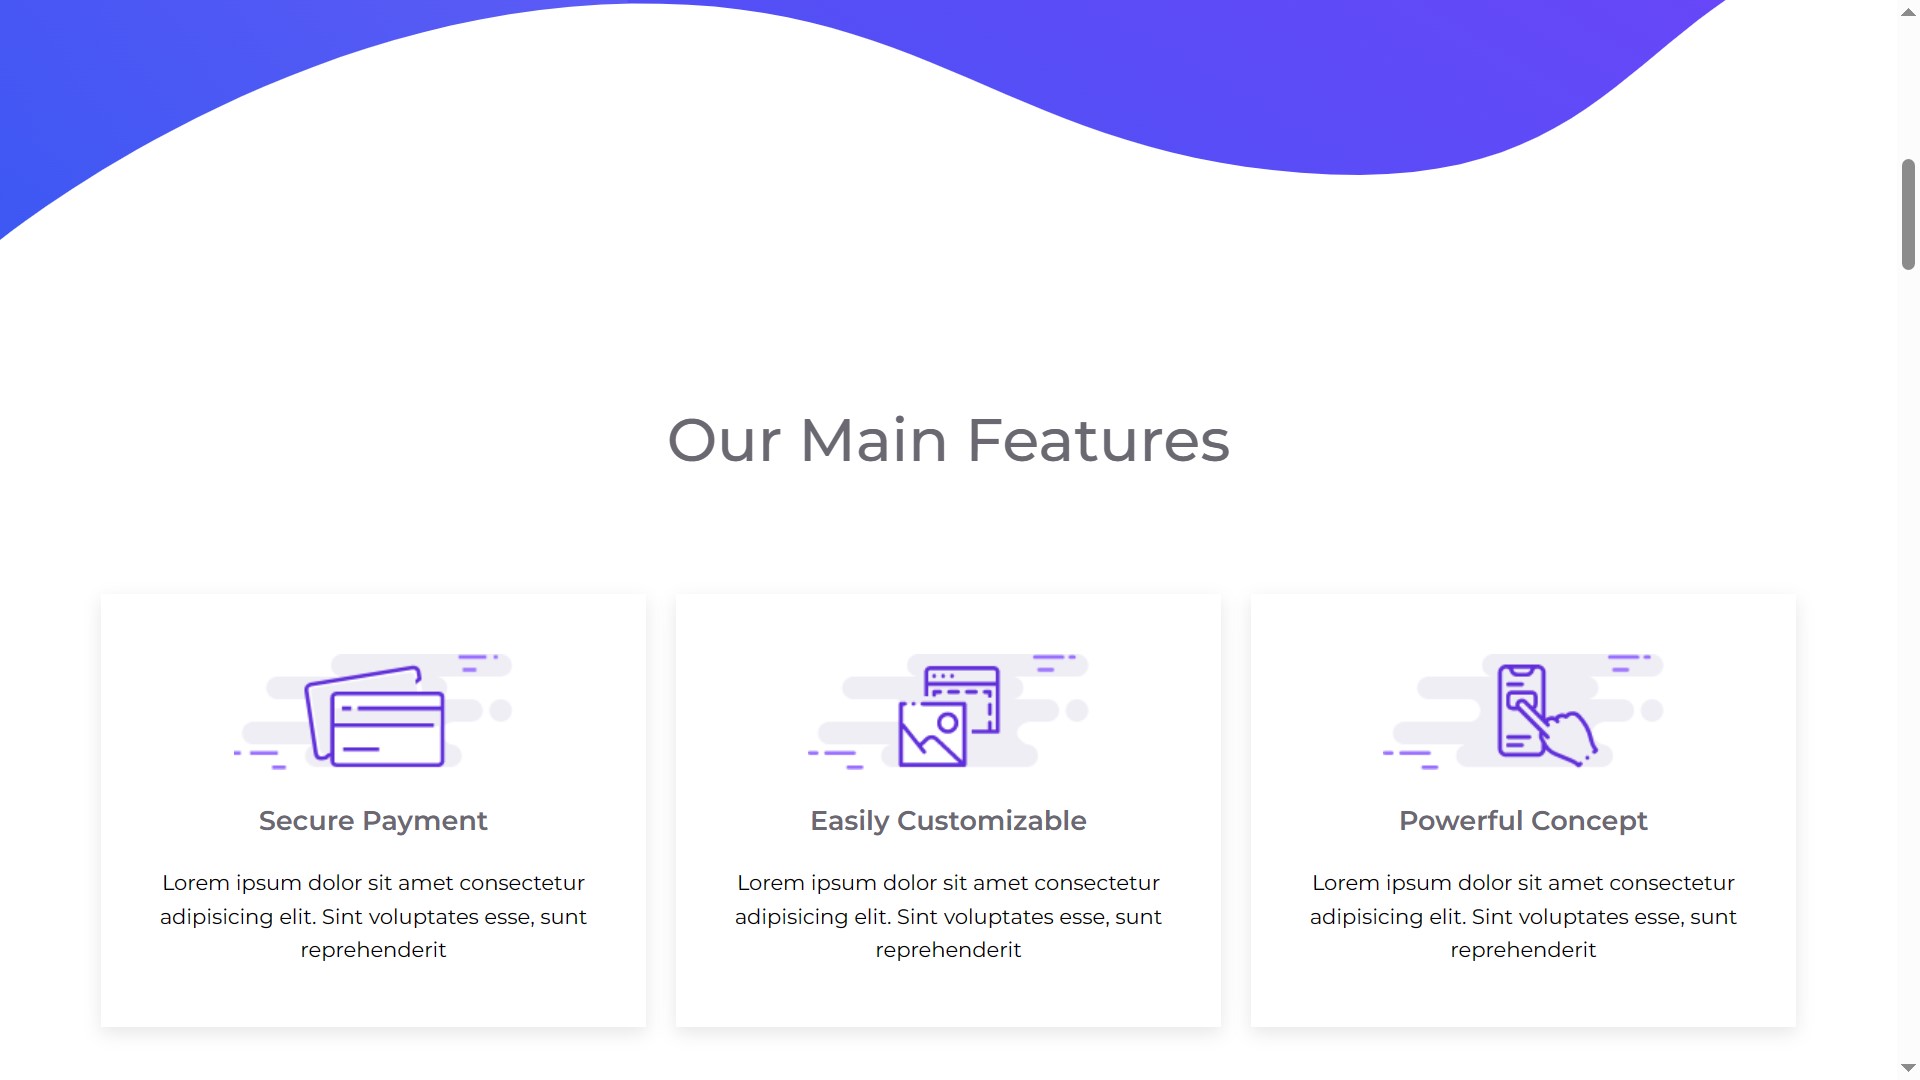 Our Main Features
Secure Payment
Lorem ipsum dolor sit amet consectetur
adipisicing elit. Sint voluptates esse, sunt
reprehenderit
Easily Customizable
Lorem ipsum dolor sit amet consectetur
adipisicing elit. Sint voluptates esse, sunt
reprehenderit
Powerful Concept
Lorem ipsum dolor sit amet consectetur
adipisicing elit. Sint voluptates esse, sunt
reprehenderit